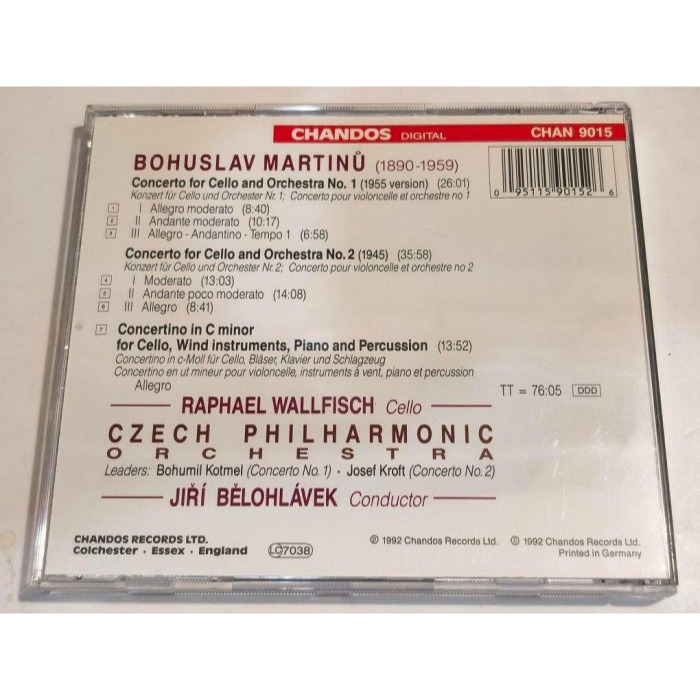 CHANDOS DIGITAL CHAN 9015
BOHUSLAV MARTINŮ (1890-1959)
Concerto for Cello and Orchestra No. 1 (1955 version) (26:01)
Konzert für Cello und Orchester Nr. 1; Concerto pour violoncelle et orchestre no 1
1 I Allegro moderato (8:40)
2 II Andante moderato (10:17)
3 III Allegro - Andantino - Tempo 1 (6:58)
0 95115 90152 6
Concerto for Cello and Orchestra No. 2 (1945) (35:58)
Konzert für Cello und Orchester Nr. 2; Concerto pour violoncelle et orchestre no 2
4 I Moderato (13:03)
5 II Andante poco moderato (14:08)
6 III Allegro (8:41)
7 Concertino in C minor
for Cello, Wind instruments, Piano and Percussion (13:52)
Concertino in c-Moll für Cello, Bläser, Klavier und Schlagzeug
Concertino en ut mineur pour violoncelle, instruments à vent, piano et percussion
Allegro
TT = 76:05 DDD
RAPHAEL WALLFISCH Cello
CZECH PHILHARMONIC
ORCHESTRA
Leaders: Bohumil Kotmel (Concerto No. 1) · Josef Kroft (Concerto No. 2)
JIŘÍ BĚLOHLÁVEK Conductor
CHANDOS RECORDS LTD.
Colchester · Essex · England
LC7038
℗ 1992 Chandos Records Ltd. © 1992 Chandos Records Ltd.
Printed in Germany